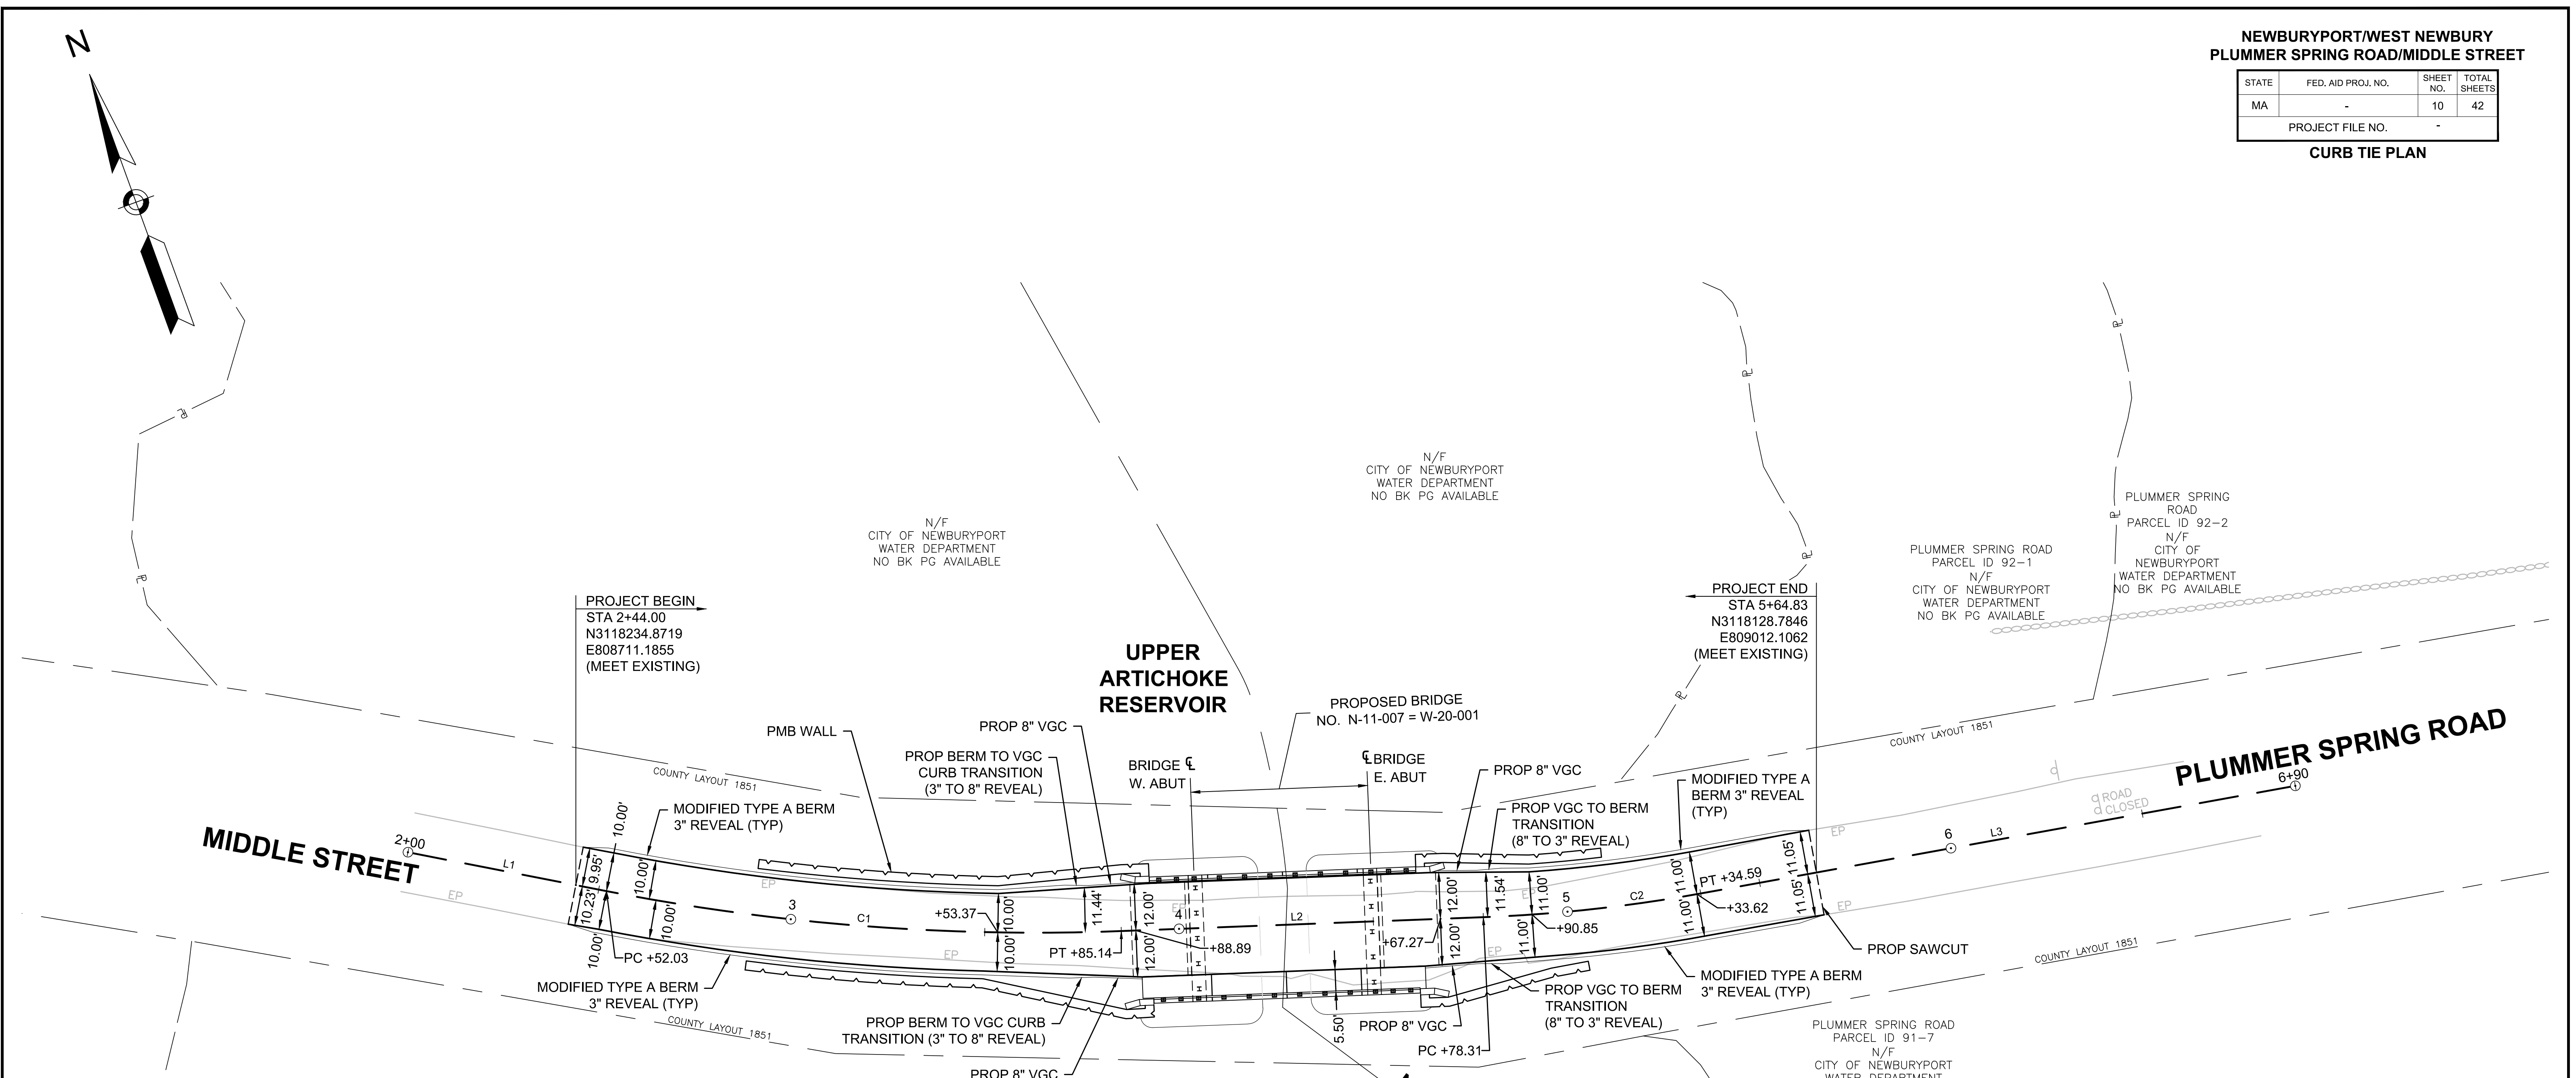 N
NEWBURYPORT/WEST NEWBURY
PLUMMER SPRING ROAD/MIDDLE STREET
STATE FED. AID PROJ. NO. SHEET NO. TOTAL SHEETS
MA - 10 42
PROJECT FILE NO. -
CURB TIE PLAN
N/F
CITY OF NEWBURYPORT
WATER DEPARTMENT
NO BK PG AVAILABLE
N/F
CITY OF NEWBURYPORT
WATER DEPARTMENT
NO BK PG AVAILABLE
PLUMMER SPRING
ROAD
PARCEL ID 92-2
N/F
CITY OF
NEWBURYPORT
WATER DEPARTMENT
NO BK PG AVAILABLE
PLUMMER SPRING ROAD
PARCEL ID 92-1
N/F
CITY OF NEWBURYPORT
WATER DEPARTMENT
NO BK PG AVAILABLE
PROJECT BEGIN
STA 2+44.00
N3118234.8719
E808711.1855
(MEET EXISTING)
PROJECT END
STA 5+64.83
N3118128.7846
E809012.1062
(MEET EXISTING)
UPPER
ARTICHOKE
RESERVOIR
PROPOSED BRIDGE
NO. N-11-007 = W-20-001
PMB WALL
PROP 8" VGC
PROP BERM TO VGC
CURB TRANSITION
(3" TO 8" REVEAL)
BRIDGE ℄
W. ABUT
℄ BRIDGE
E. ABUT
PROP 8" VGC
PROP VGC TO BERM
TRANSITION
(8" TO 3" REVEAL)
MODIFIED TYPE A
BERM 3" REVEAL
(TYP)
COUNTY LAYOUT 1851
COUNTY LAYOUT 1851
PLUMMER SPRING ROAD
6+90
ROAD
CLOSED
MODIFIED TYPE A BERM
3" REVEAL (TYP)
MIDDLE STREET
2+00
L1
10.00'
9.95'
10.23'
10.00'
10.00'
10.00'
EP
EP
EP
3
C1
+53.37
10.00'
10.00'
11.44'
PT +85.14
12.00'
12.00'
EP
4
+88.89
L2
+67.27
12.00'
12.00'
11.54'
11.00'
11.00'
EP
EP
5
+90.85
C2
11.00'
11.00'
PT +34.59
+33.62
11.05'
11.05'
EP
EP
6
L3
PROP SAWCUT
PC +52.03
MODIFIED TYPE A BERM
3" REVEAL (TYP)
COUNTY LAYOUT 1851
PROP BERM TO VGC CURB
TRANSITION (3" TO 8" REVEAL)
PROP 8" VGC
5.50'
PROP 8" VGC
PC +78.31
PROP VGC TO BERM
TRANSITION
(8" TO 3" REVEAL)
MODIFIED TYPE A BERM
3" REVEAL (TYP)
COUNTY LAYOUT 1851
PLUMMER SPRING ROAD
PARCEL ID 91-7
N/F
CITY OF NEWBURYPORT
WATER DEPARTMENT